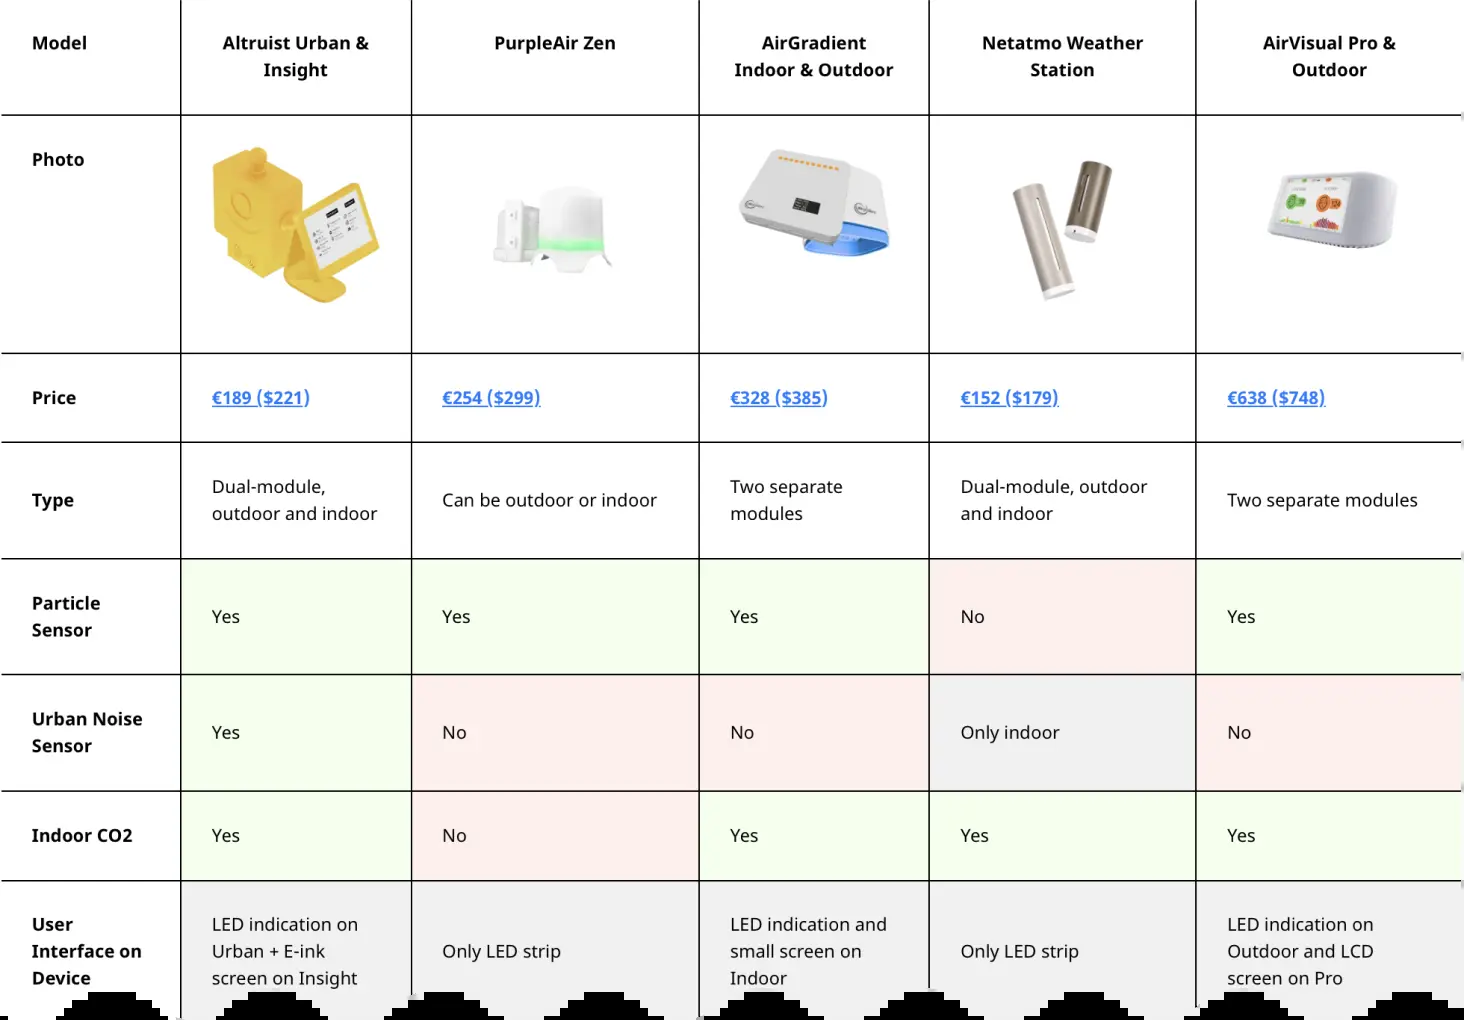 Model
Altruist Urban &
Insight
PurpleAir Zen
AirGradient
Indoor & Outdoor
Netatmo Weather
Station
AirVisual Pro &
Outdoor
Photo
Price
€189 ($221)
€254 ($299)
€328 ($385)
€152 ($179)
€638 ($748)
Type
Dual-module,
outdoor and indoor
Can be outdoor or indoor
Two separate
modules
Dual-module, outdoor
and indoor
Two separate modules
Particle
Sensor
Yes
Yes
Yes
No
Yes
Urban Noise
Sensor
Yes
No
No
Only indoor
No
Indoor CO2
Yes
No
Yes
Yes
Yes
User
Interface on
Device
LED indication on
Urban + E-ink
screen on Insight
Only LED strip
LED indication and
small screen on
Indoor
Only LED strip
LED indication on
Outdoor and LCD
screen on Pro